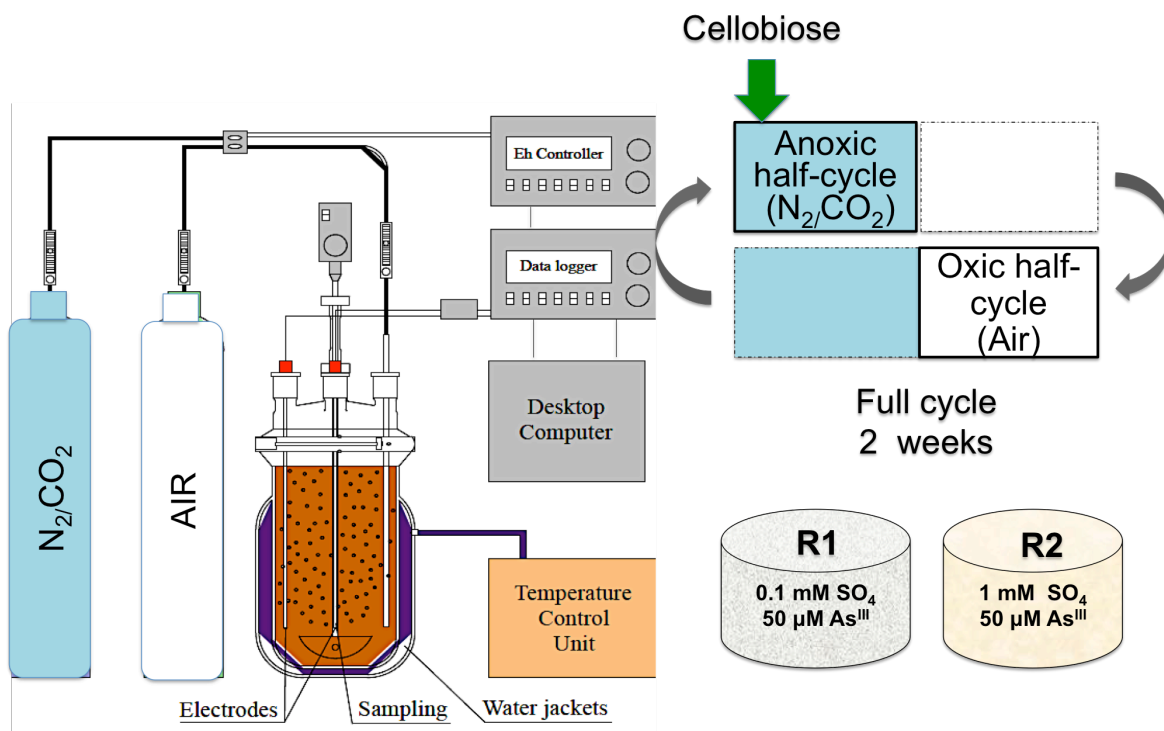 Cellobiose
Anoxic
half-cycle
(N2/CO2)
Oxic half-
cycle
(Air)
Full cycle
2 weeks
R1
0.1 mM SO4
50 µM AsIII
R2
1 mM SO4
50 µM AsIII
Eh Controller
Data logger
Desktop
Computer
Temperature
Control
Unit
N2/CO2
AIR
Electrodes
Sampling
Water jackets